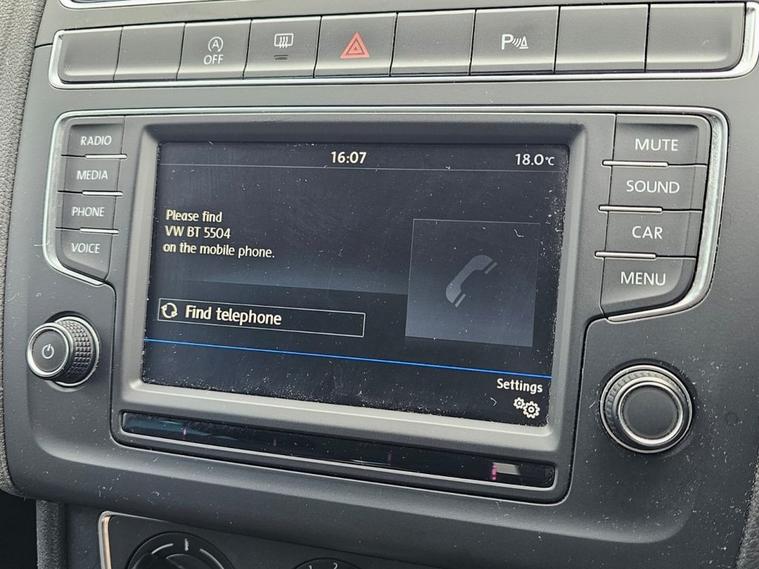 A
OFF
P
RADIO
MEDIA
PHONE
VOICE
16:07
18.0°C
Please find
VW BT 5504
on the mobile phone.
Find telephone
Settings
MUTE
SOUND
CAR
MENU